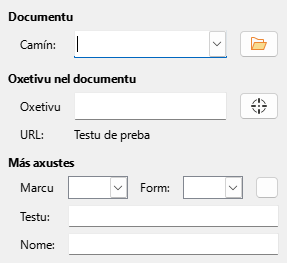 Documentu
Camín:
Oxetivu nel documentu
Oxetivu
URL: Testu de preba
Más axustes
Marcu Form:
Testu:
Nome: